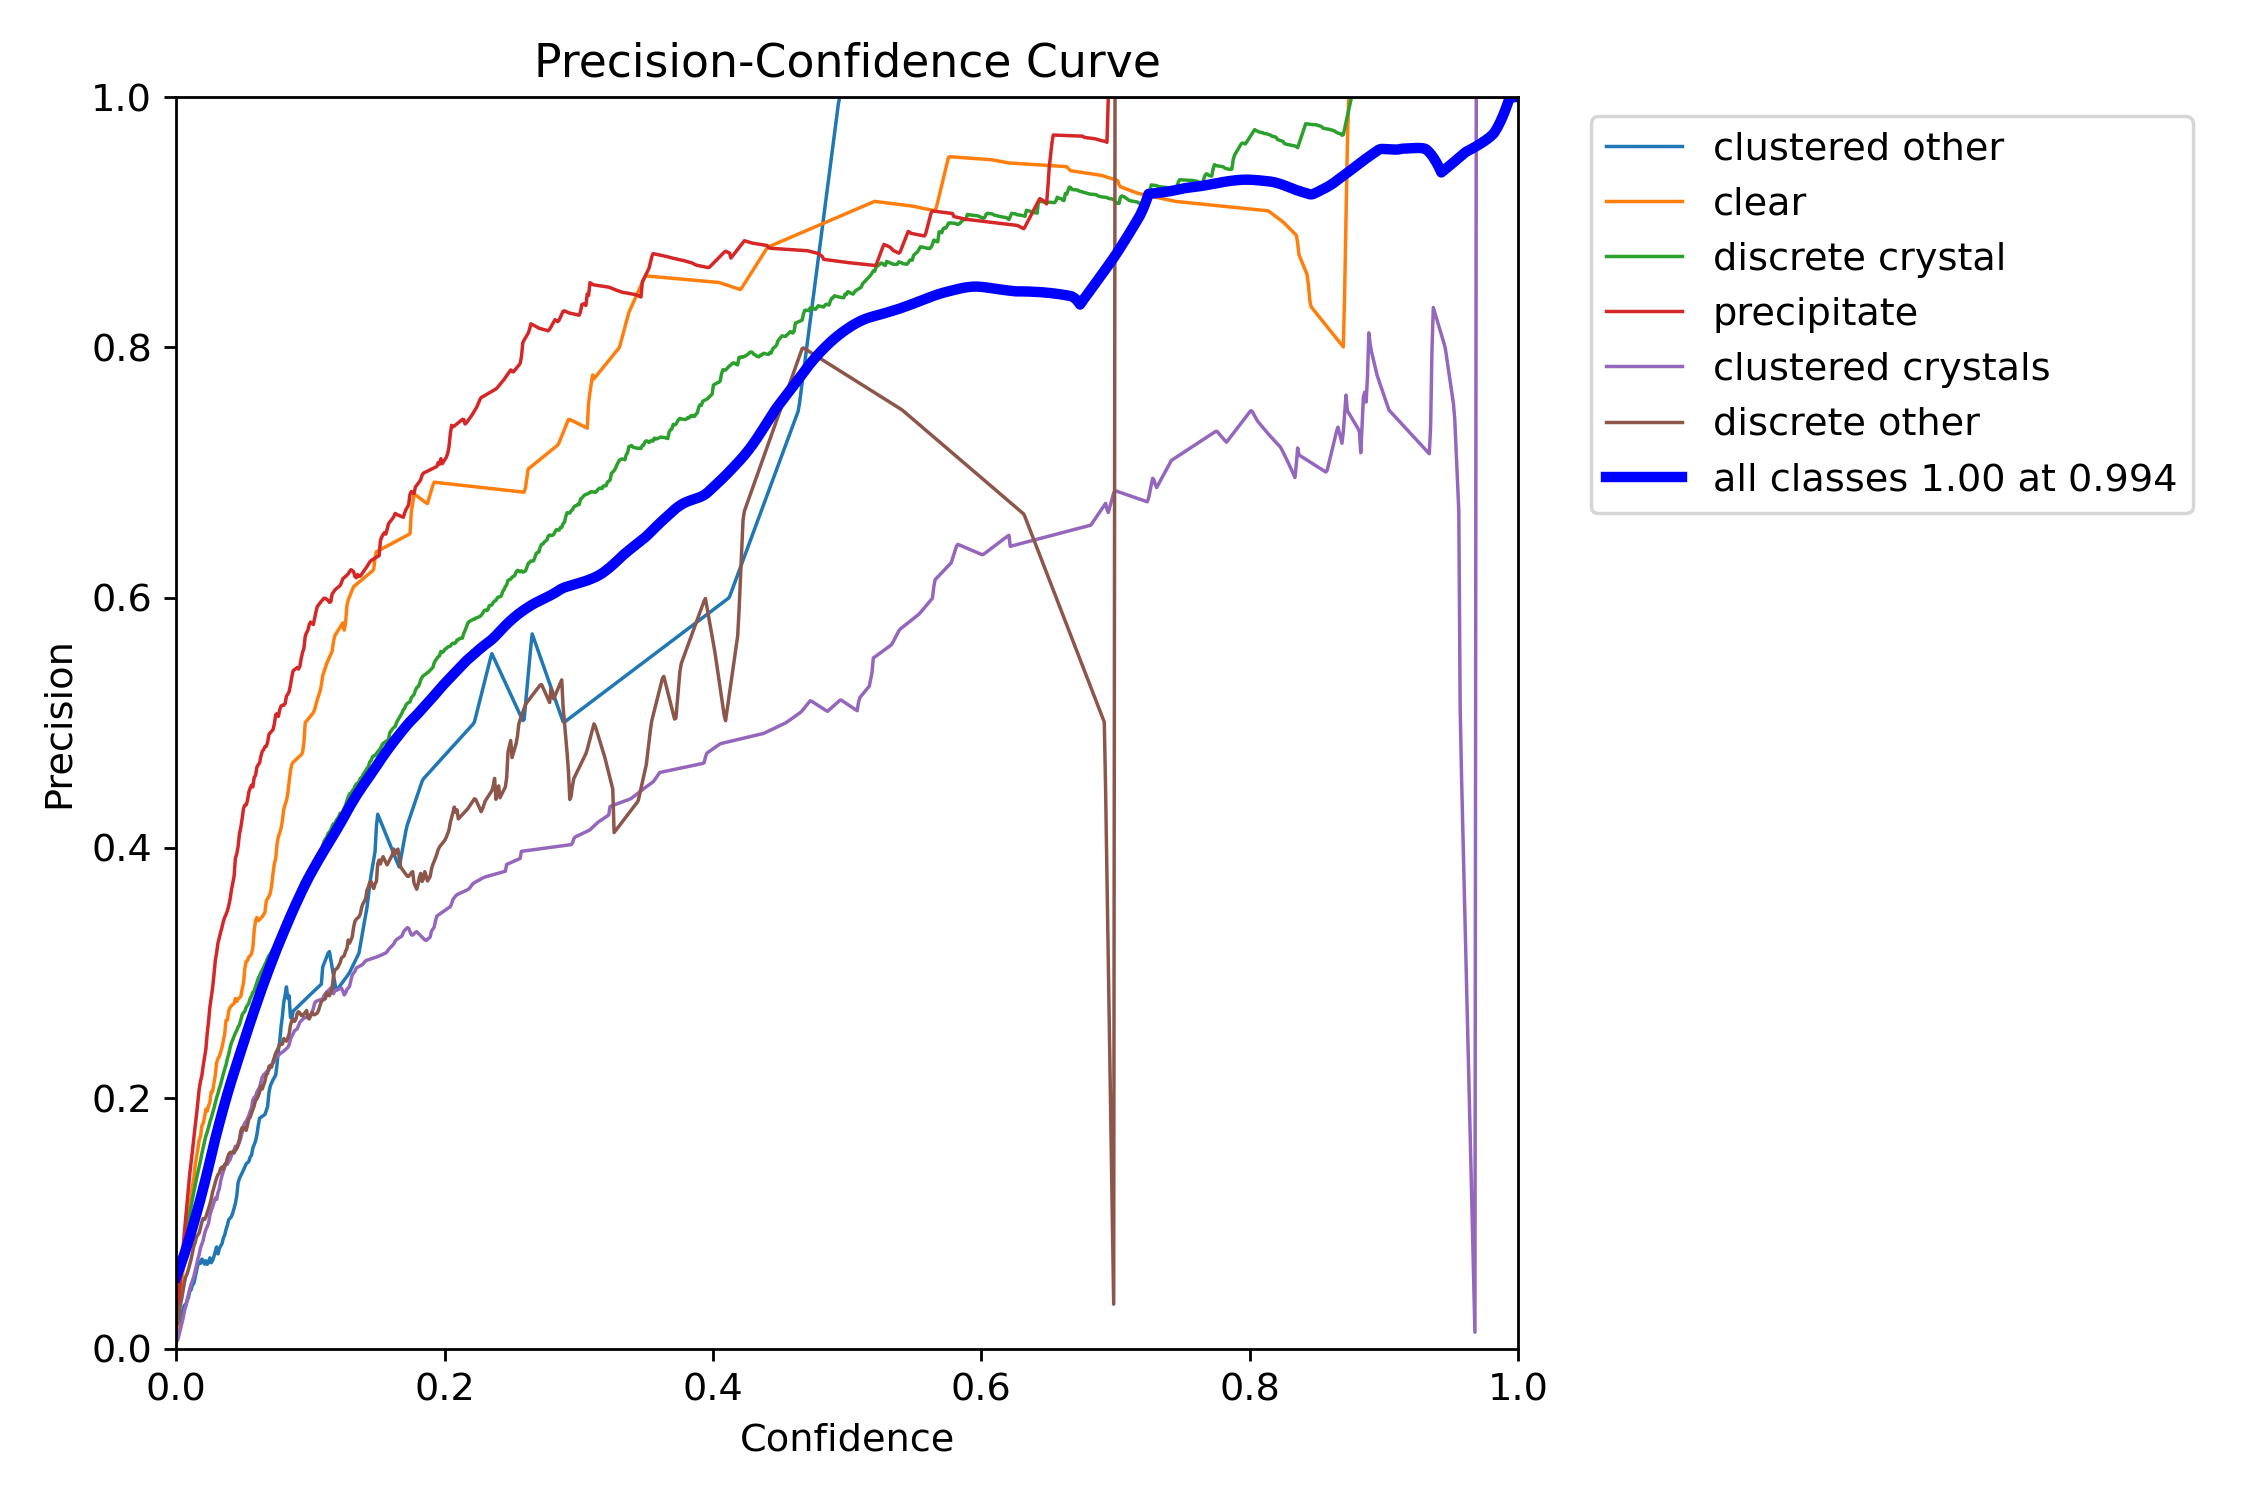 Precision-Confidence Curve
1.0
0.8
0.6
0.4
0.2
0.0
Precision
0.0 0.2 0.4 0.6 0.8 1.0
Confidence
clustered other
clear
discrete crystal
precipitate
clustered crystals
discrete other
all classes 1.00 at 0.994